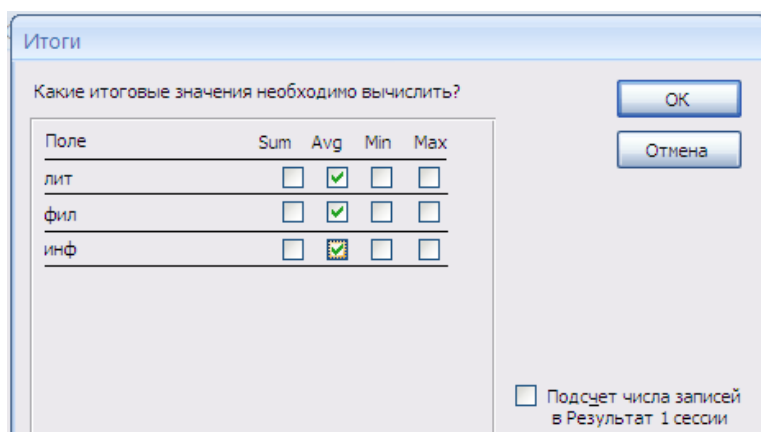 Итоги
Какие итоговые значения необходимо вычислить?
ОК
Отмена
Поле Sum Avg Min Max
лит
фил
инф
Подсчет числа записей
в Результат 1 сессии